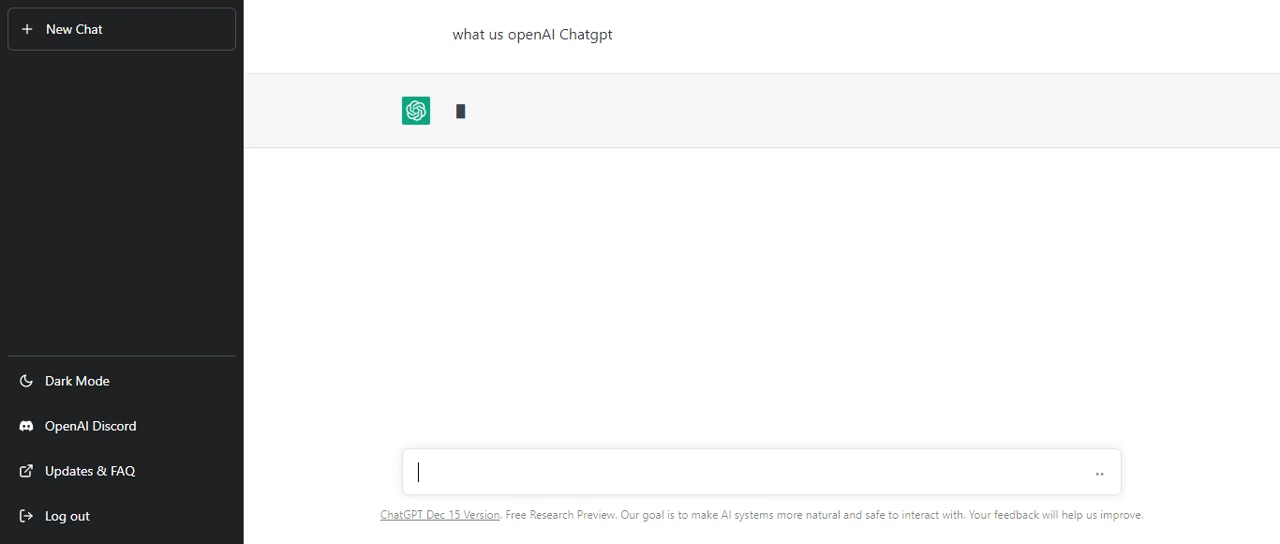 New Chat
what us openAI Chatgpt
Dark Mode
OpenAI Discord
Updates & FAQ
Log out
ChatGPT Dec 15 Version. Free Research Preview. Our goal is to make AI systems more natural and safe to interact with. Your feedback will help us improve.